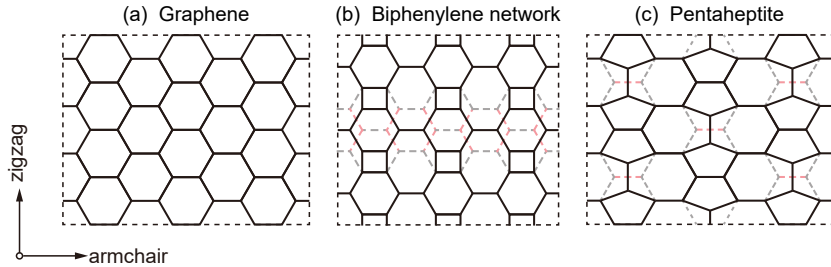 (a) Graphene
(b) Biphenylene network
(c) Pentaheptite
zigzag
armchair